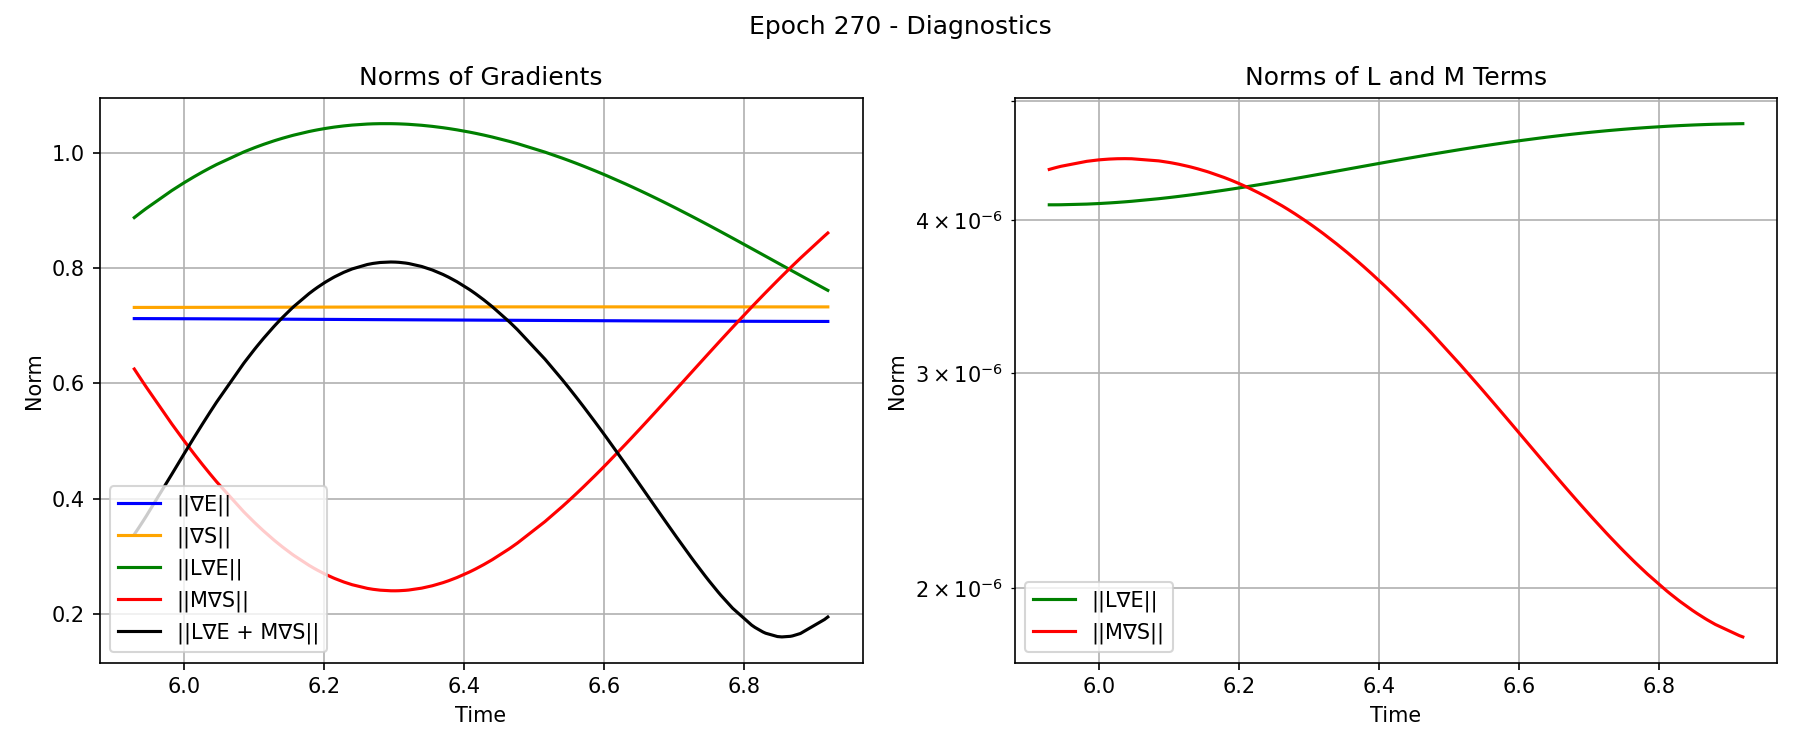 Epoch 270 - Diagnostics
Norms of Gradients
Norm
1.0
0.8
0.6
0.4
0.2
||∇E||
||∇S||
||L∇E||
||M∇S||
||L∇E + M∇S||
6.0 6.2 6.4 6.6 6.8
Time
Norms of L and M Terms
Norm
4 × 10⁻⁶
3 × 10⁻⁶
2 × 10⁻⁶
||L∇E||
||M∇S||
6.0 6.2 6.4 6.6 6.8
Time